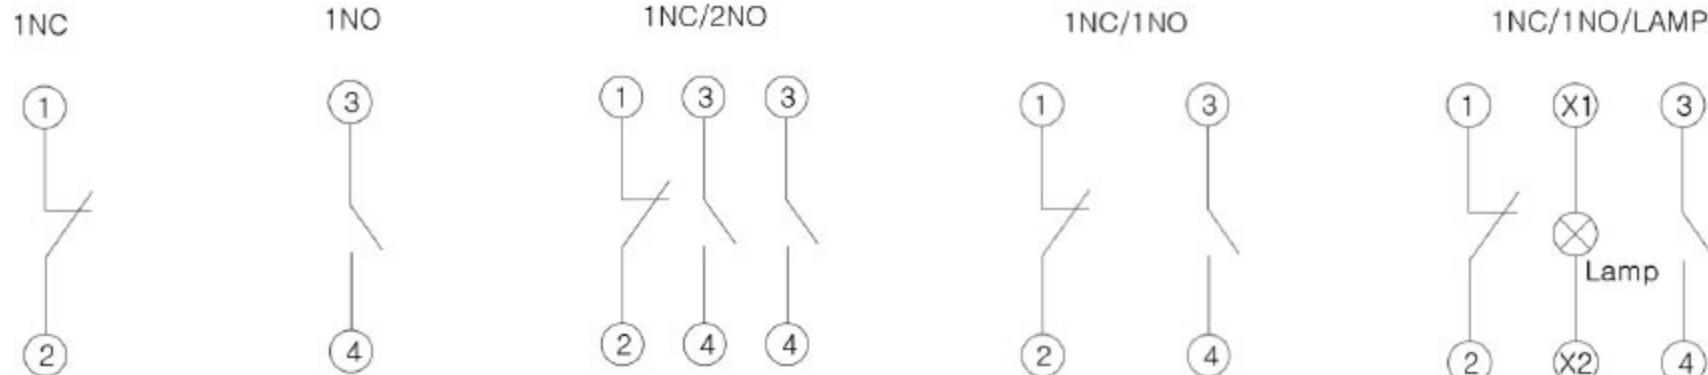 1NC 1NO 1NC/2NO 1NC/1NO 1NC/1NO/LAMP
1 3 1 3 3 1 3 1 X1 3
Lamp
2 4 2 4 4 2 4 2 X2 4